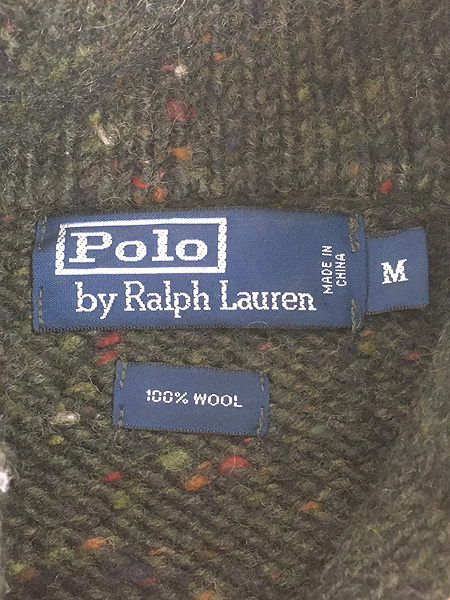 Polo
by Ralph Lauren
MADE IN
CHINA
M
100% WOOL